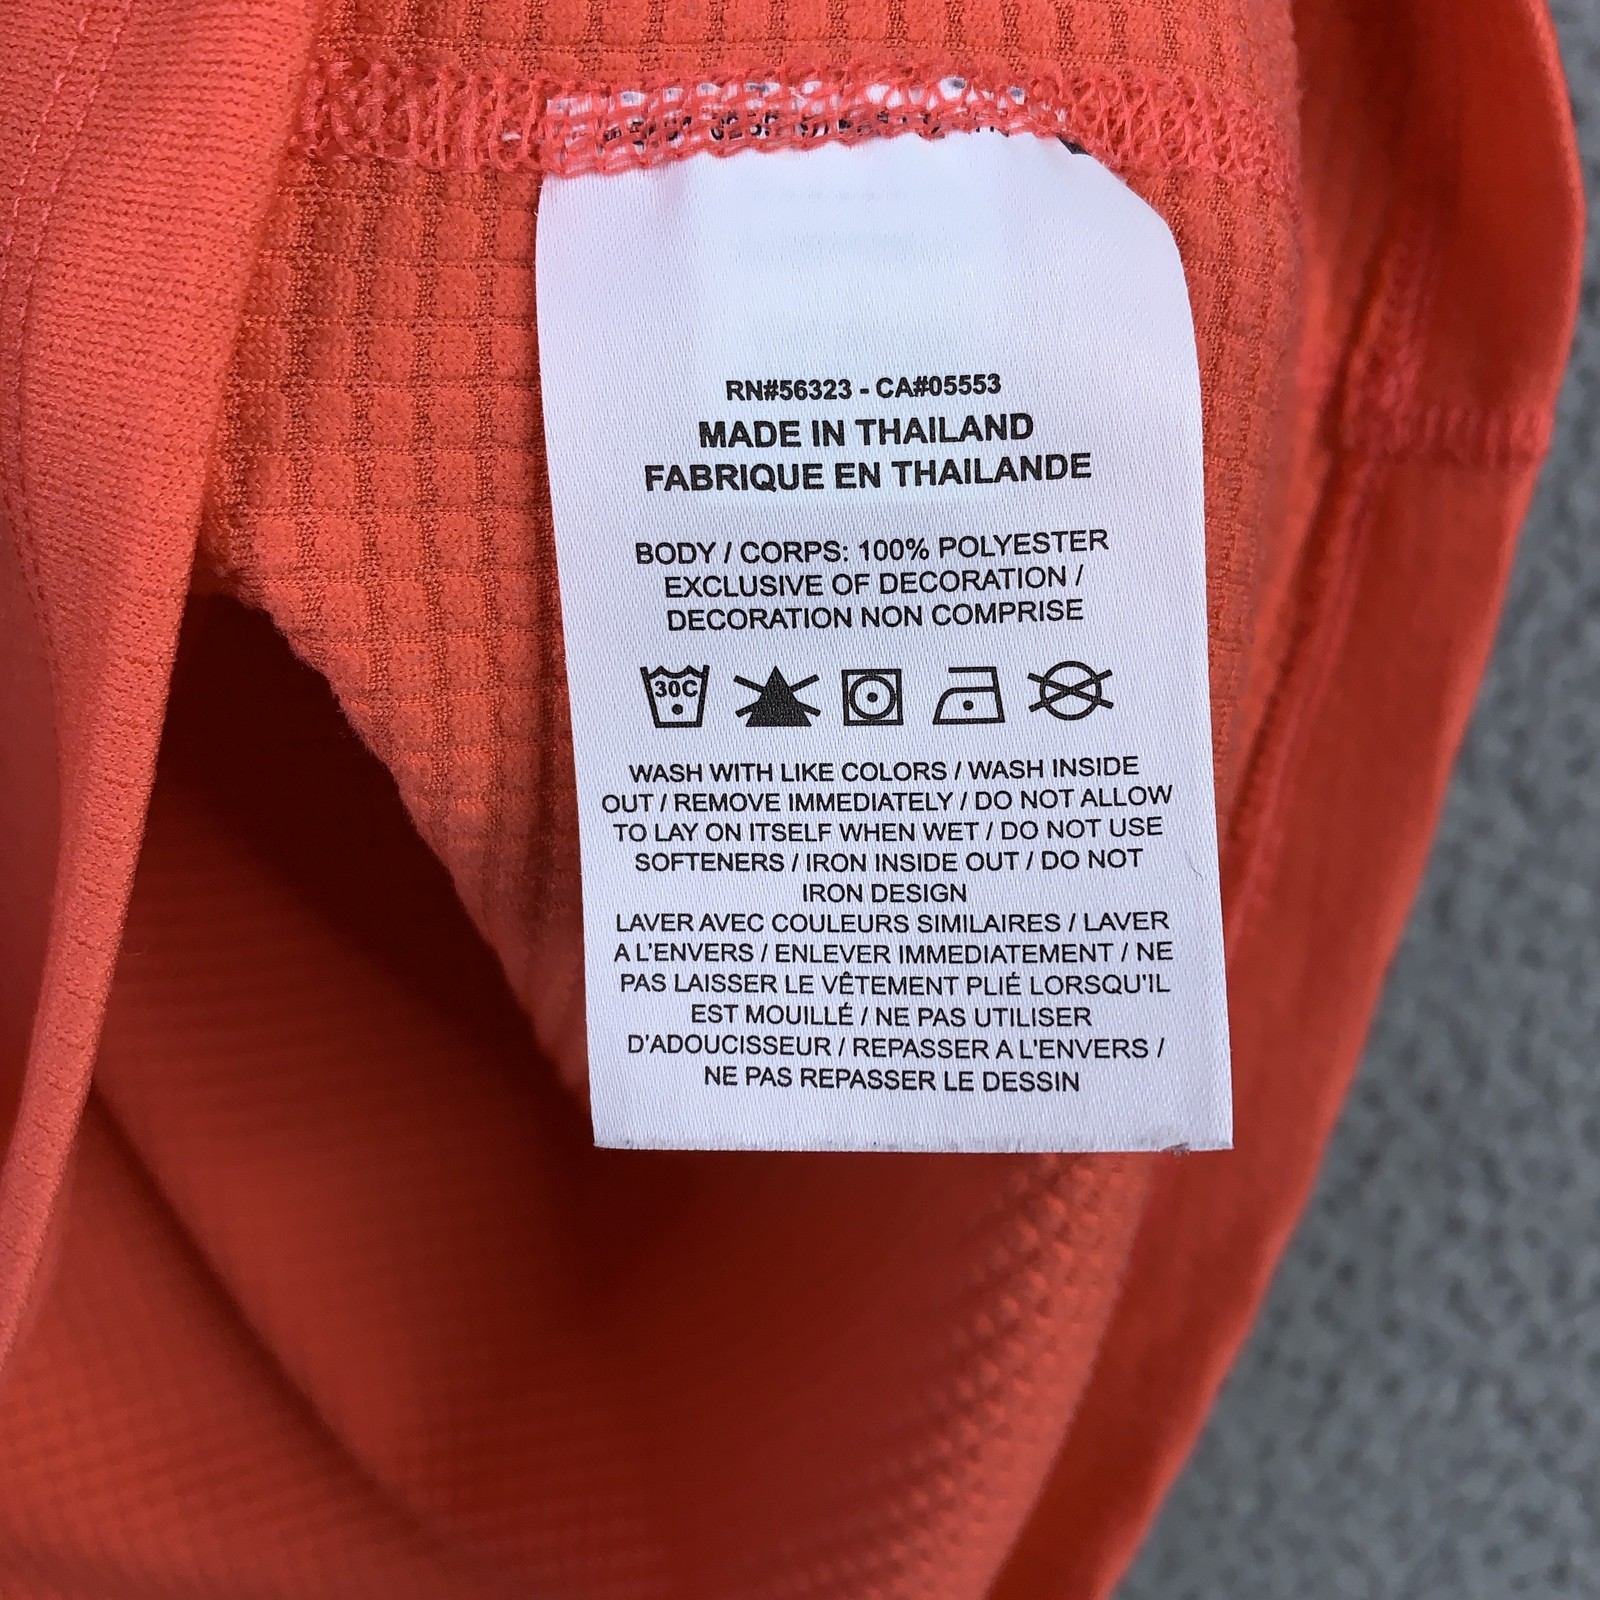 RN#56323 - CA#05553
MADE IN THAILAND
FABRIQUE EN THAILANDE
BODY / CORPS: 100% POLYESTER
EXCLUSIVE OF DECORATION /
DECORATION NON COMPRISE
30C
WASH WITH LIKE COLORS / WASH INSIDE
OUT / REMOVE IMMEDIATELY / DO NOT ALLOW
TO LAY ON ITSELF WHEN WET / DO NOT USE
SOFTENERS / IRON INSIDE OUT / DO NOT
IRON DESIGN
LAVER AVEC COULEURS SIMILAIRES / LAVER
A L'ENVERS / ENLEVER IMMEDIATEMENT / NE
PAS LAISSER LE VÊTEMENT PLIÉ LORSQU'IL
EST MOUILLÉ / NE PAS UTILISER
D'ADOUCISSEUR / REPASSER A L'ENVERS /
NE PAS REPASSER LE DESSIN